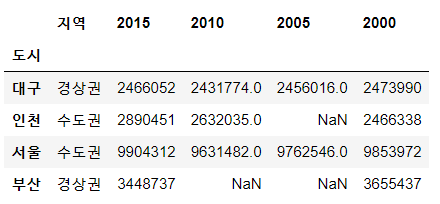 지역 2015 2010 2005 2000
도시
대구 경상권 2466052 2431774.0 2456016.0 2473990
인천 수도권 2890451 2632035.0 NaN 2466338
서울 수도권 9904312 9631482.0 9762546.0 9853972
부산 경상권 3448737 NaN NaN 3655437